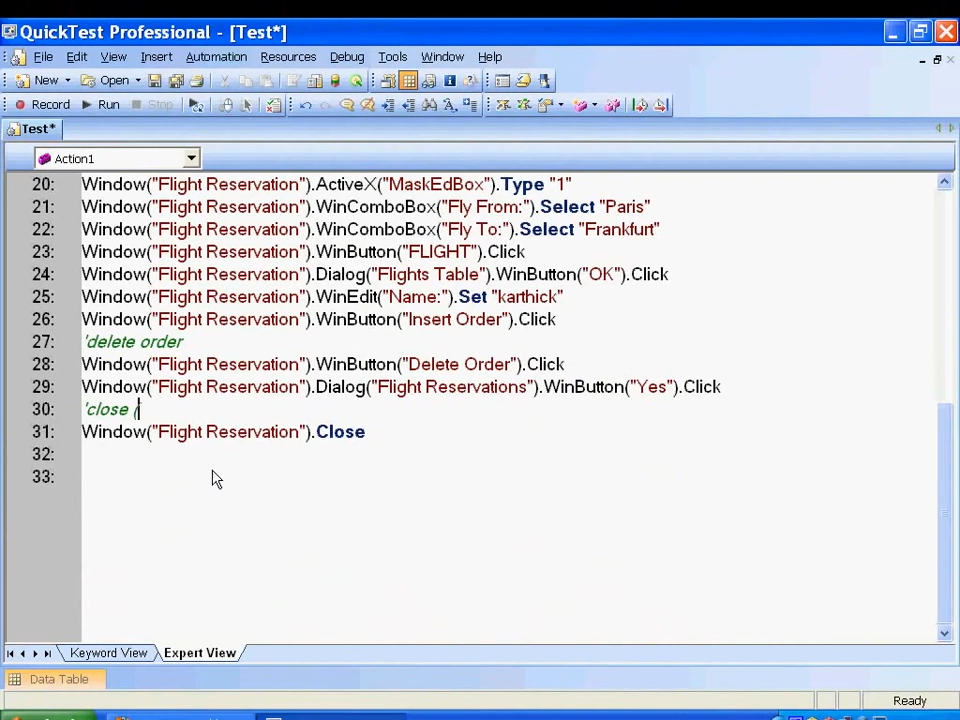 QuickTest Professional - [Test*]
File Edit View Insert Automation Resources Debug Tools Window Help
New Open
Record Run Stop
Test*
Action1
20: Window("Flight Reservation").ActiveX("MaskEdBox").Type "1"
21: Window("Flight Reservation").WinComboBox("Fly From:").Select "Paris"
22: Window("Flight Reservation").WinComboBox("Fly To:").Select "Frankfurt"
23: Window("Flight Reservation").WinButton("FLIGHT").Click
24: Window("Flight Reservation").Dialog("Flights Table").WinButton("OK").Click
25: Window("Flight Reservation").WinEdit("Name:").Set "karthick"
26: Window("Flight Reservation").WinButton("Insert Order").Click
27: 'delete order
28: Window("Flight Reservation").WinButton("Delete Order").Click
29: Window("Flight Reservation").Dialog("Flight Reservations").WinButton("Yes").Click
30: 'close (
31: Window("Flight Reservation").Close
32:
33:
Keyword View Expert View
Data Table
Ready